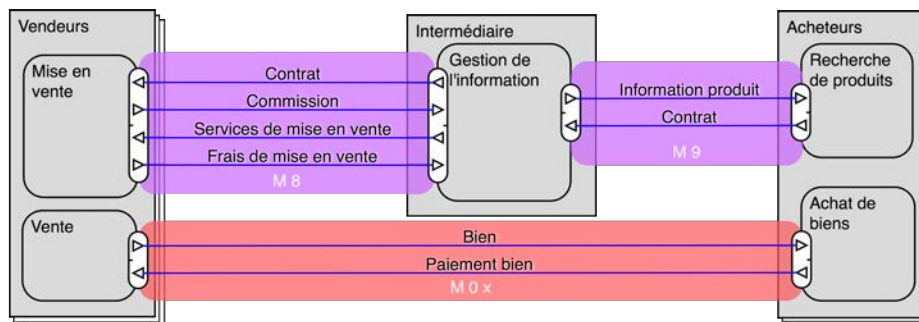 Vendeurs
Mise en
vente
Contrat
Commission
Services de mise en vente
Frais de mise en vente
M 8
Intermédiaire
Gestion de
l'information
Information produit
Contrat
M 9
Acheteurs
Recherche
de produits
Vente
Bien
Paiement bien
M 0 x
Achat de
biens